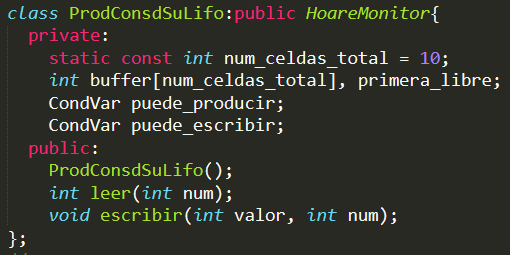 class ProdConsdSuLifo:public HoareMonitor{
private:
static const int num_celdas_total = 10;
int buffer[num_celdas_total], primera_libre;
CondVar puede_producir;
CondVar puede_escribir;
public:
ProdConsdSuLifo();
int leer(int num);
void escribir(int valor, int num);
};